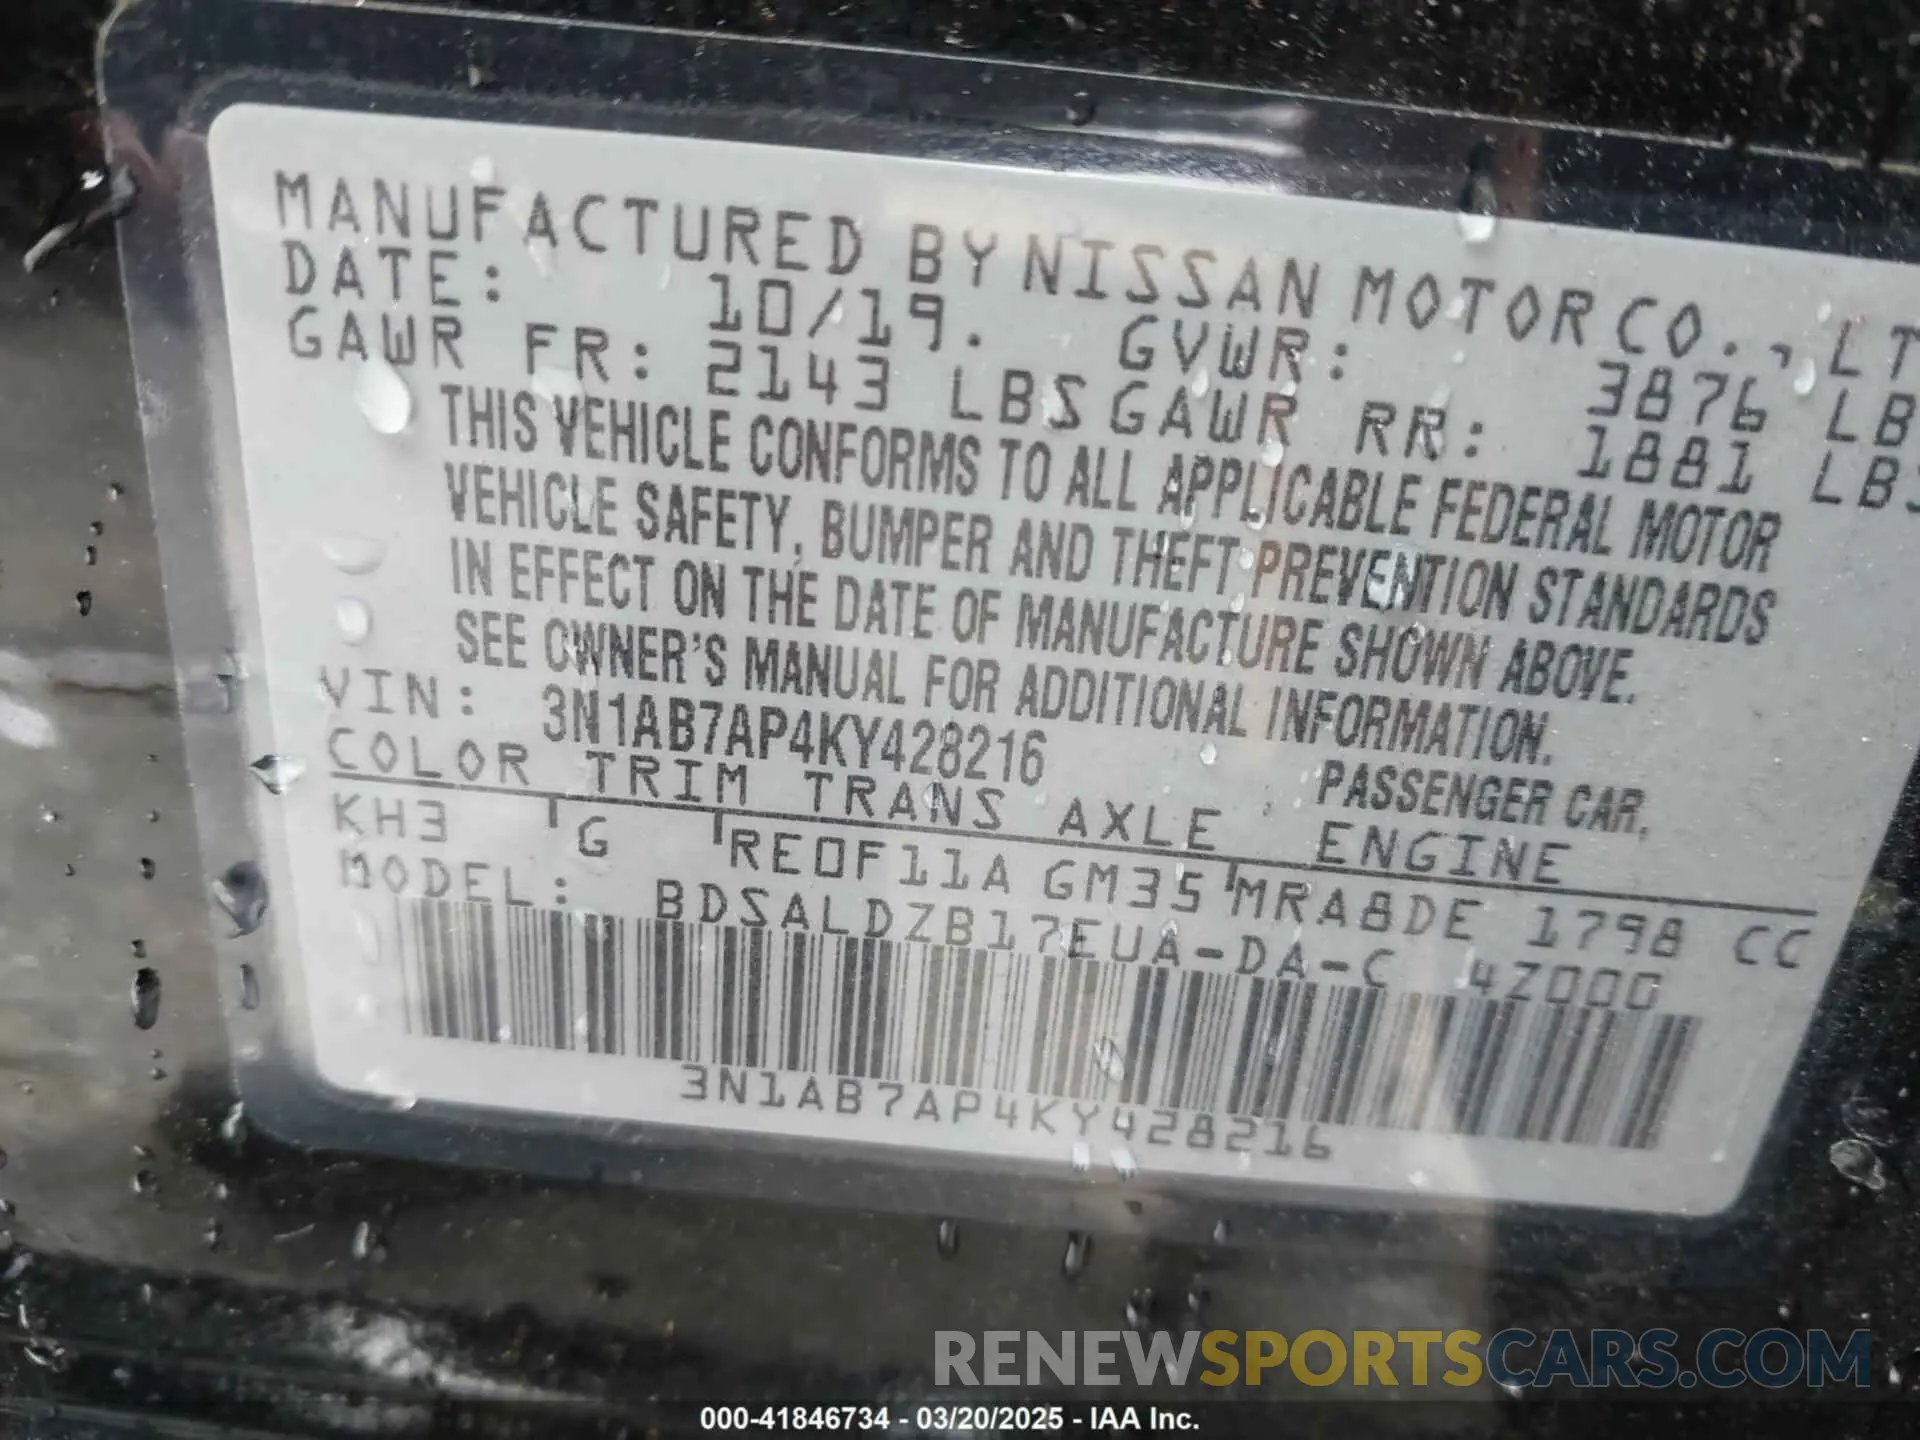 MANUFACTURED BY NISSAN MOTOR CO., LT
DATE: 10/19. GVWR: 3876 LB
GAWR FR: 2143 LBS GAWR RR: 1881 LBS
THIS VEHICLE CONFORMS TO ALL APPLICABLE FEDERAL MOTOR
VEHICLE SAFETY, BUMPER AND THEFT PREVENTION STANDARDS
IN EFFECT ON THE DATE OF MANUFACTURE SHOWN ABOVE.
SEE OWNER'S MANUAL FOR ADDITIONAL INFORMATION.
VIN: 3N1AB7AP4KY428216 PASSENGER CAR,
COLOR TRIM TRANS AXLE ENGINE
KH3 G RE0F11A GM35 MRA8DE 1798 CC
MODEL: BDSALDZB17EUA-DA-C 4Z000
3N1AB7AP4KY428216
RENEWSPORTSCARS.COM
000-41846734 - 03/20/2025 - IAA Inc.